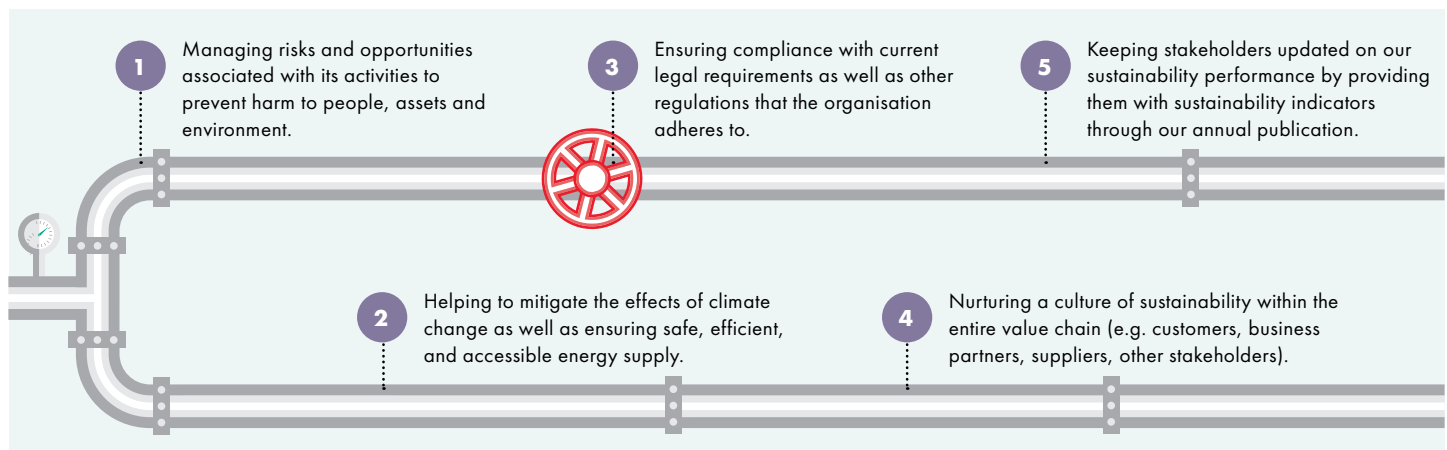 1
Managing risks and opportunities
associated with its activities to
prevent harm to people, assets and
environment.
2
Helping to mitigate the effects of climate
change as well as ensuring safe, efficient,
and accessible energy supply.
3
Ensuring compliance with current
legal requirements as well as other
regulations that the organisation
adheres to.
4
Nurturing a culture of sustainability within the
entire value chain (e.g. customers, business
partners, suppliers, other stakeholders).
5
Keeping stakeholders updated on our
sustainability performance by providing
them with sustainability indicators
through our annual publication.